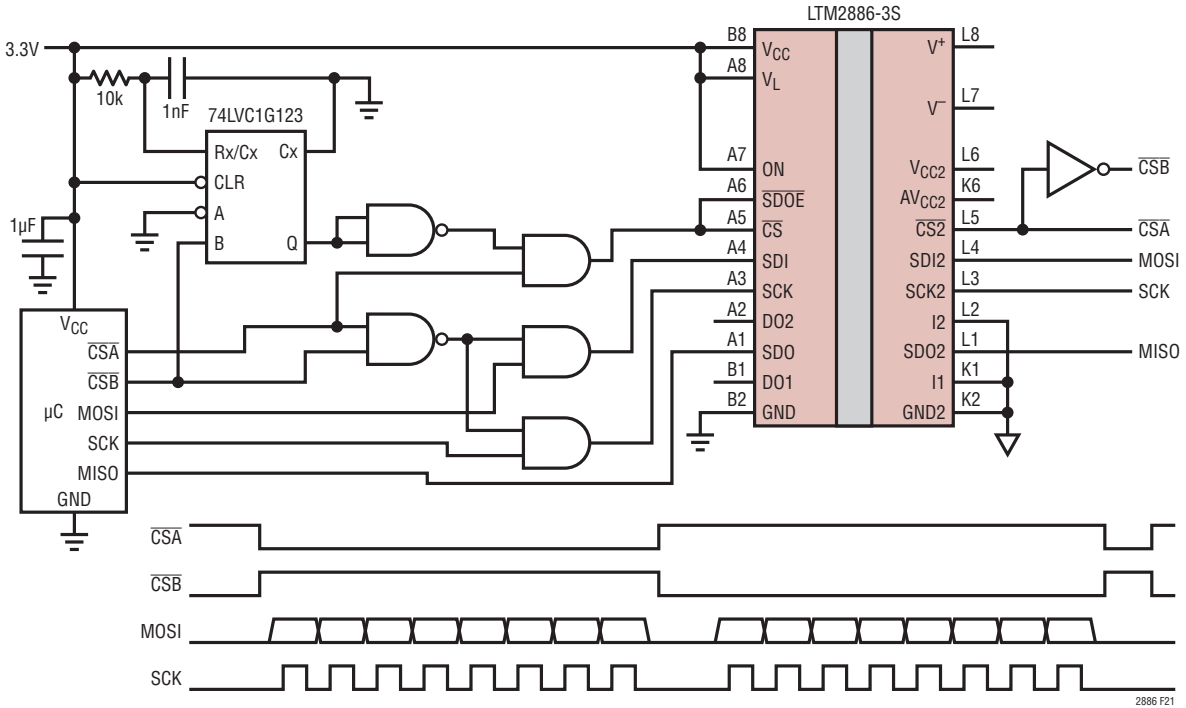 LTM2886-3S
3.3V
10k
1nF
74LVC1G123
Rx/Cx
Cx
CLR
A
B
Q
1µF
VCC
CSA
CSB
µC
MOSI
SCK
MISO
GND
B8
A8
A7
A6
A5
A4
A3
A2
A1
B1
B2
VCC
VL
ON
SDOE
CS
SDI
SCK
DO2
SDO
DO1
GND
V+
V−
VCC2
AVCC2
CS2
SDI2
SCK2
I2
SDO2
I1
GND2
L8
L7
L6
K6
L5
L4
L3
L2
L1
K1
K2
CSB
CSA
MOSI
SCK
MISO
CSA
CSB
MOSI
SCK
2886 F21